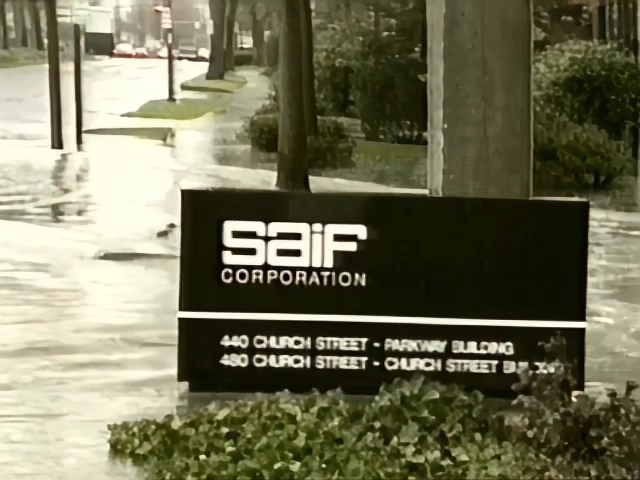 saiF
CORPORATION
440 CHURCH STREET - PARKWAY BUILDING
480 CHURCH STREET - CHURCH STREET